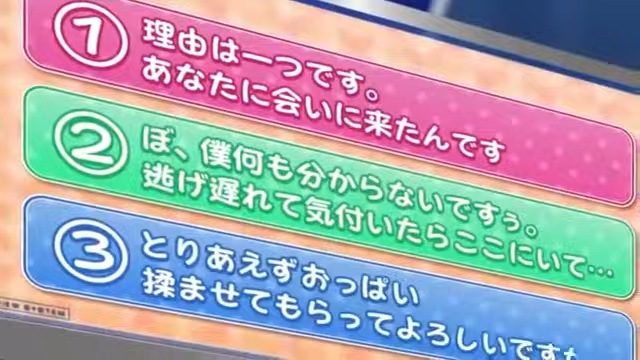 ①
理由は一つです。
あなたに会いに来たんです
②
ぼ、僕何も分からないですぅ。
逃げ遅れて気付いたらここにいて…
③
とりあえずおっぱい
揉ませてもらってよろしいですか